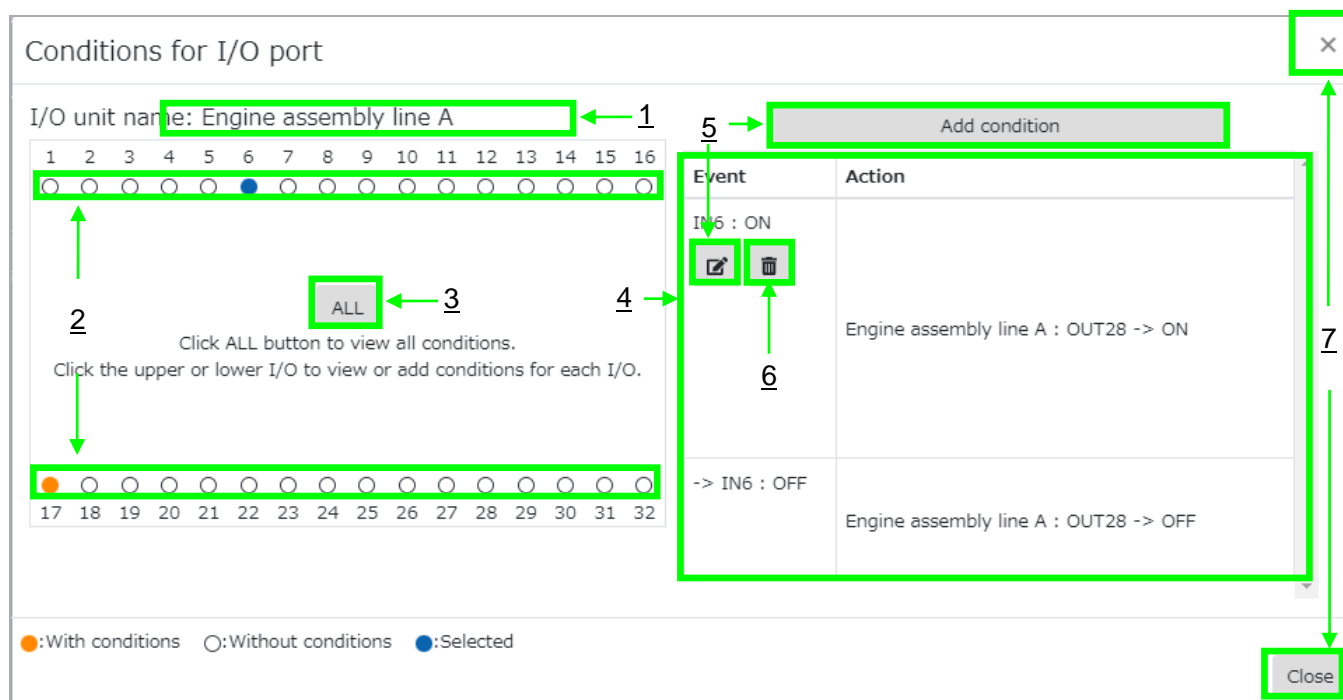 Conditions for I/O port
×
I/O unit name: Engine assembly line A
1
5
Add condition
1 2 3 4 5 6 7 8 9 10 11 12 13 14 15 16
Event Action
IN6 : ON
2
ALL
3
4
Click ALL button to view all conditions.
Click the upper or lower I/O to view or add conditions for each I/O.
Engine assembly line A : OUT28 -> ON
6
7
-> IN6 : OFF
17 18 19 20 21 22 23 24 25 26 27 28 29 30 31 32
Engine assembly line A : OUT28 -> OFF
:With conditions :Without conditions :Selected
Close